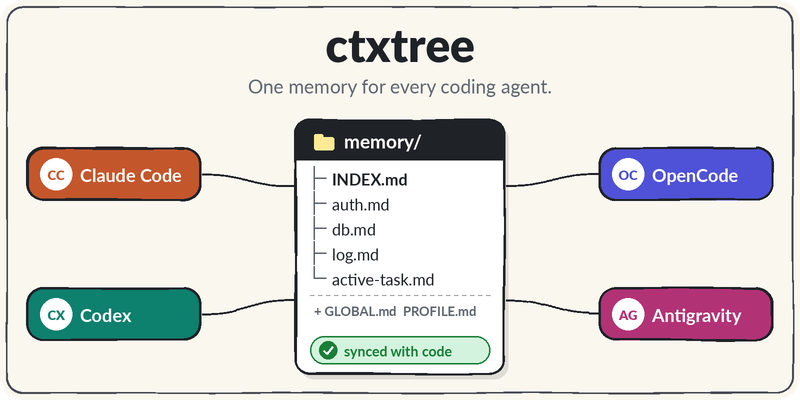 ctxtree
One memory for every coding agent.
memory/
CC Claude Code
OC OpenCode
INDEX.md
auth.md
db.md
log.md
active-task.md
CX Codex
AG Antigravity
+ GLOBAL.md PROFILE.md
synced with code